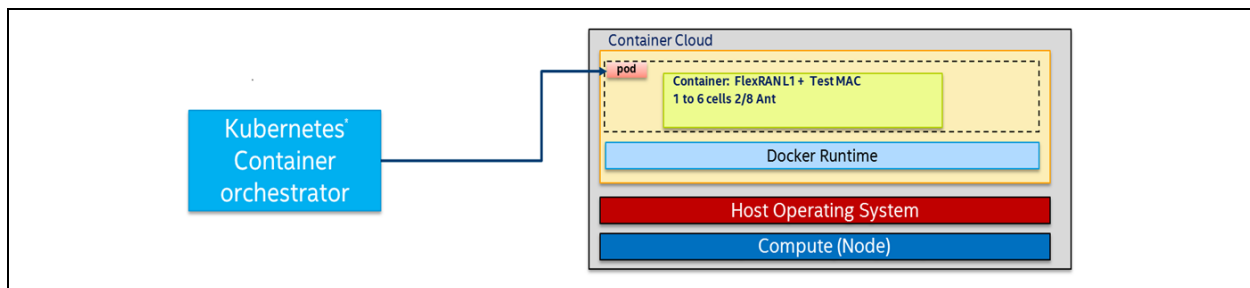 Container Cloud
pod
Container: FlexRAN L1 + Test MAC
1 to 6 cells 2/8 Ant
Kubernetes*
Container
orchestrator
Docker Runtime
Host Operating System
Compute (Node)